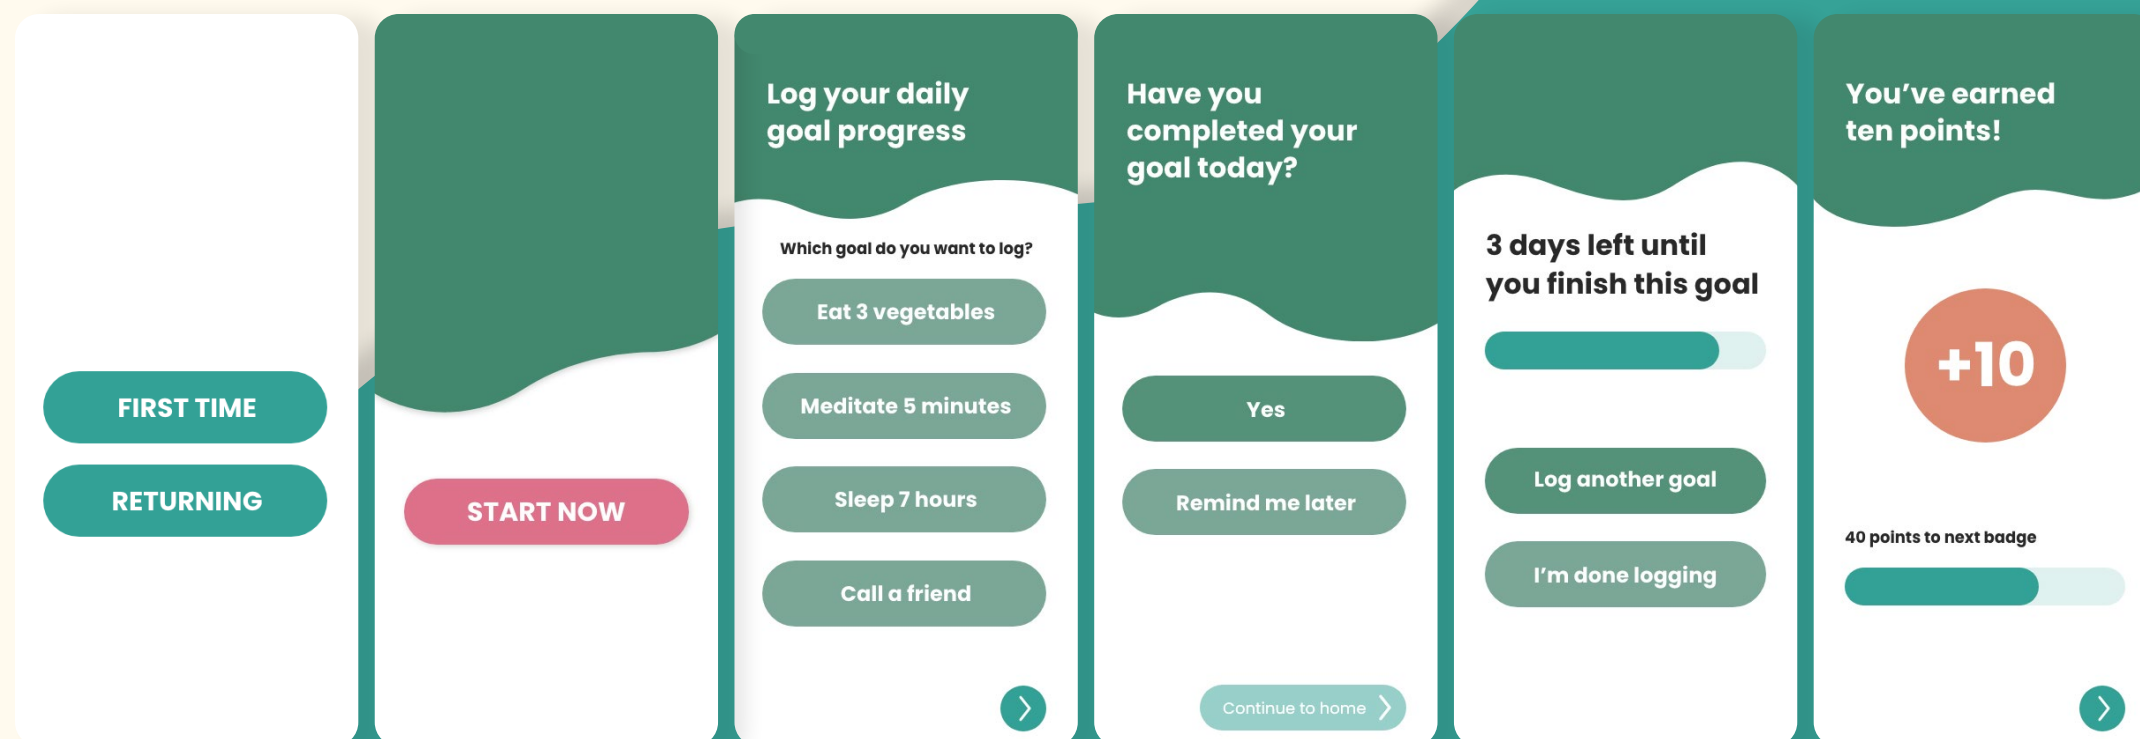 FIRST TIME
RETURNING
START NOW
Log your daily
goal progress
Which goal do you want to log?
Eat 3 vegetables
Meditate 5 minutes
Sleep 7 hours
Call a friend
Have you
completed your
goal today?
Yes
Remind me later
Continue to home
3 days left until
you finish this goal
Log another goal
I’m done logging
You’ve earned
ten points!
+10
40 points to next badge